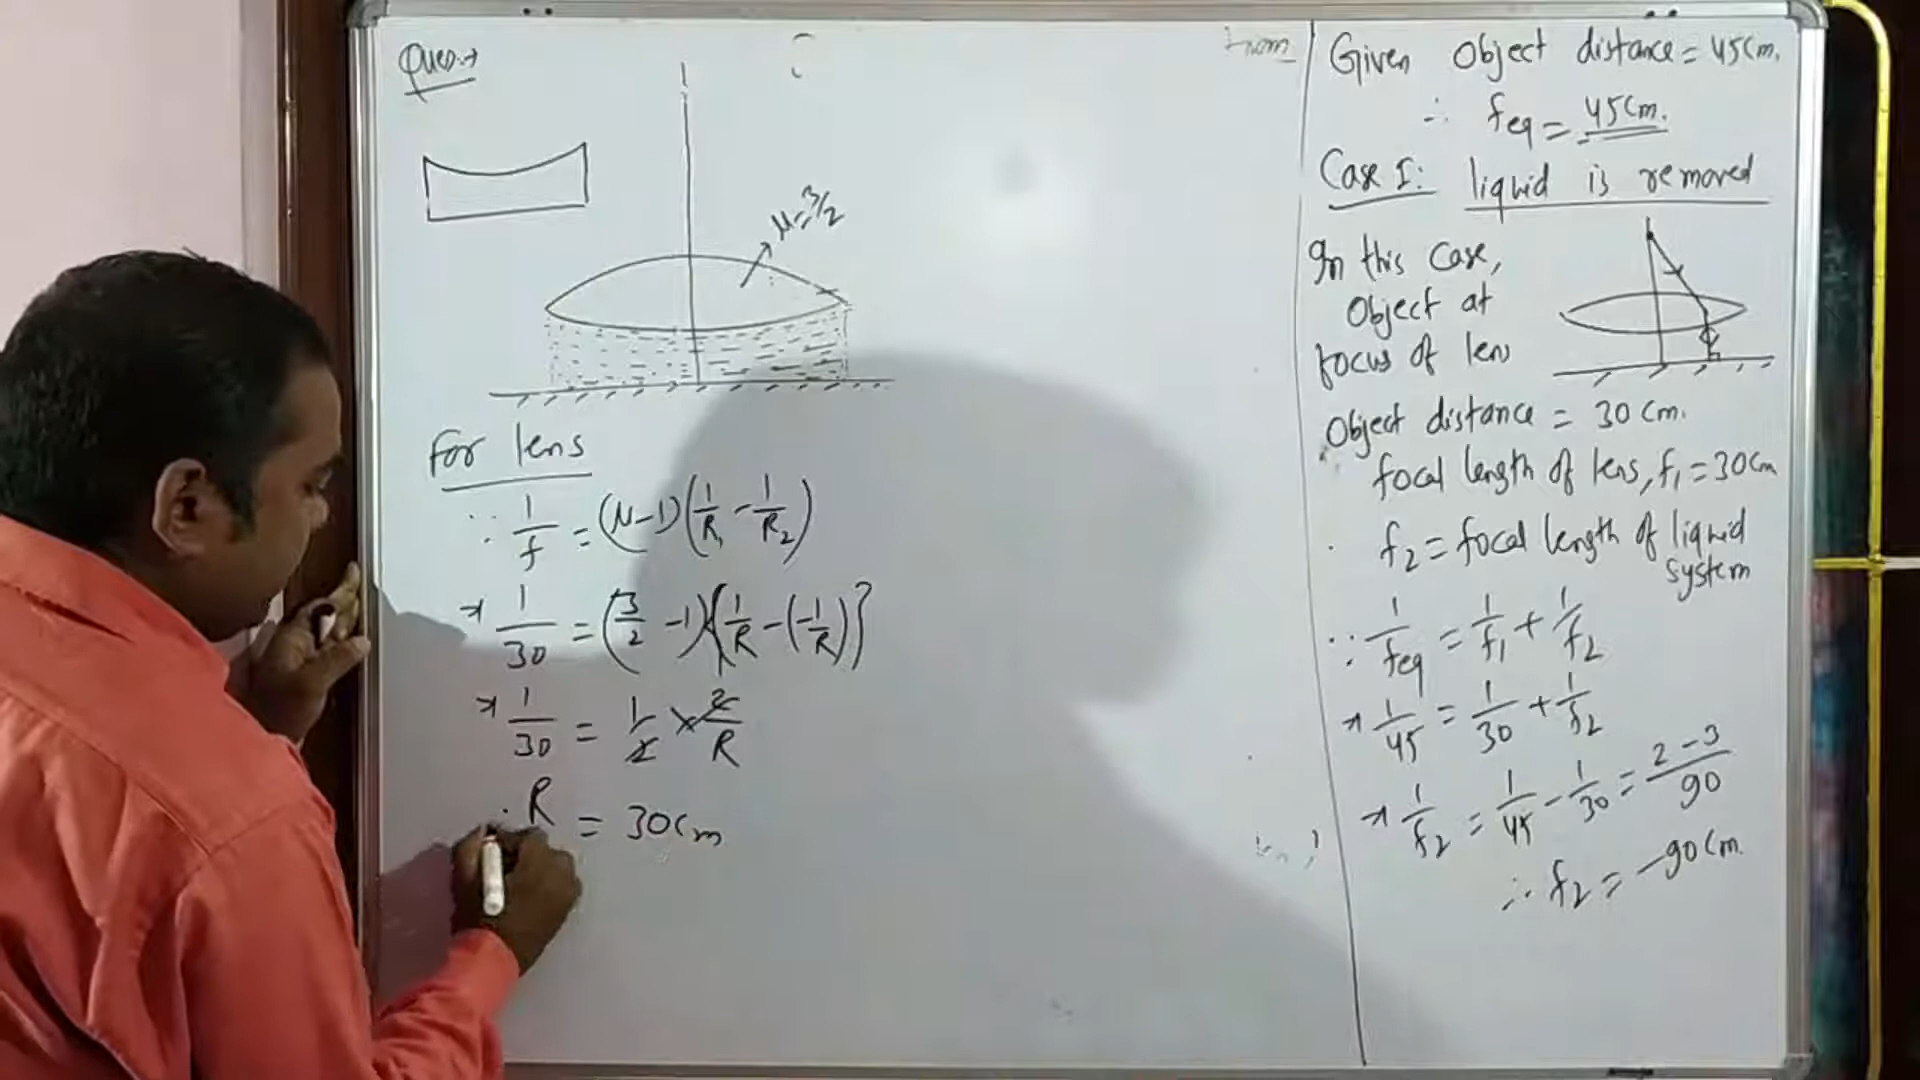 Ques:→
μ=3/2
For lens
∵ 1/f = (μ-1)(1/R₁ - 1/R₂)
→ 1/30 = (3/2 -1){1/R - (-1/R)}
→ 1/30 = 1/2 × 2/R
∴ R = 30cm
from
Given Object distance = 45cm.
∴ feq = 45cm.
Case I: liquid is removed
In this case,
Object at
focus of lens
Object distance = 30cm.
focal length of lens, f₁ = 30cm
f₂ = focal length of liquid
system
∵ 1/feq = 1/f₁ + 1/f₂
→ 1/45 = 1/30 + 1/f₂
→ 1/f₂ = 1/45 - 1/30 = 2-3/90
∴ f₂ = -90cm.